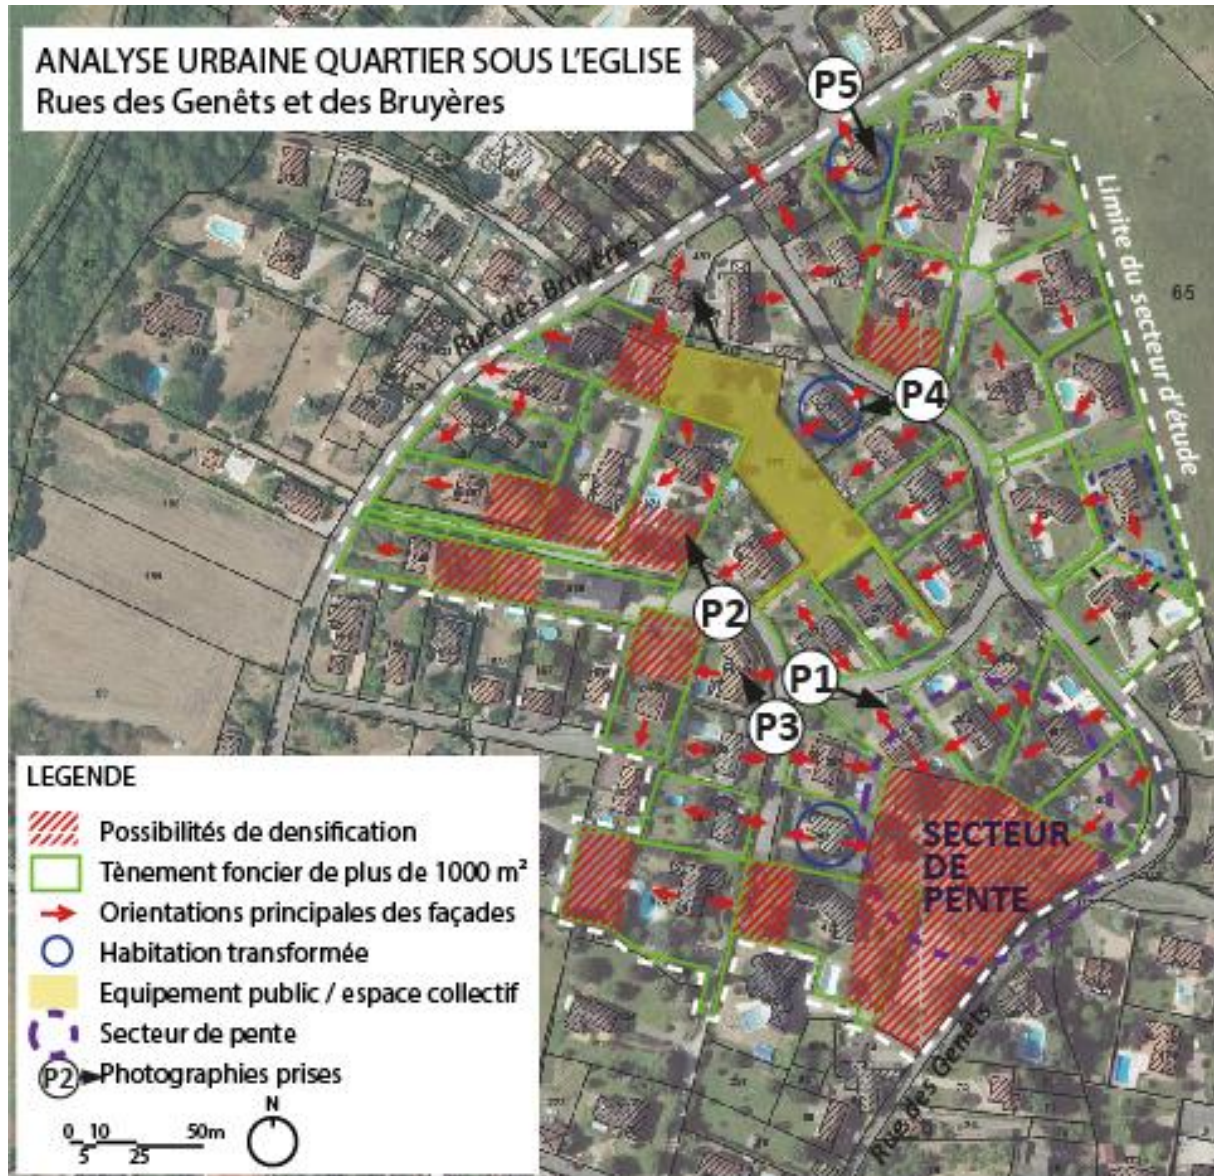 ANALYSE URBAINE QUARTIER SOUS L'EGLISE
Rues des Genêts et des Bruyères
P5
Limite du secteur d'étude
65
Rue des Bruyères
P4
P2
P1
P3
SECTEUR
DE
PENTE
Rue des Genêts
LEGENDE
Possibilités de densification
Tènement foncier de plus de 1000 m²
Orientations principales des façades
Habitation transformée
Equipement public / espace collectif
Secteur de pente
P2 Photographies prises
N
0 10 50m
5 25